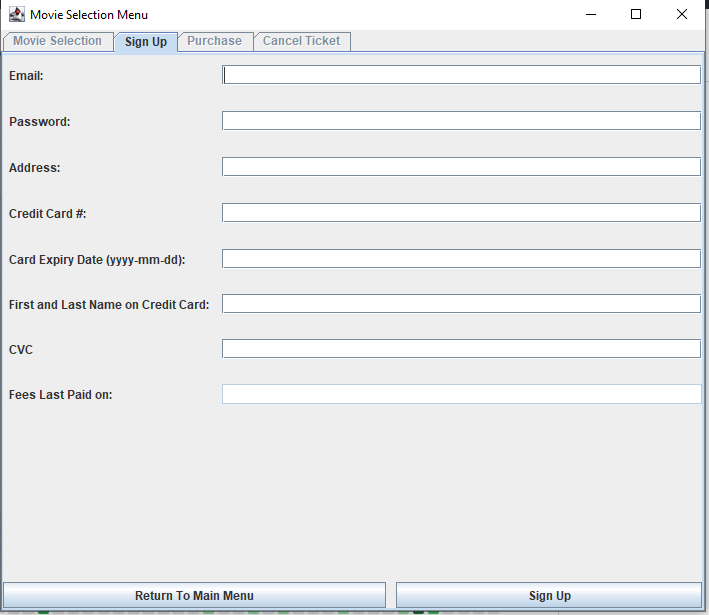 Movie Selection Menu
Movie Selection Sign Up Purchase Cancel Ticket
Email:
Password:
Address:
Credit Card #:
Card Expiry Date (yyyy-mm-dd):
First and Last Name on Credit Card:
CVC
Fees Last Paid on:
Return To Main Menu Sign Up